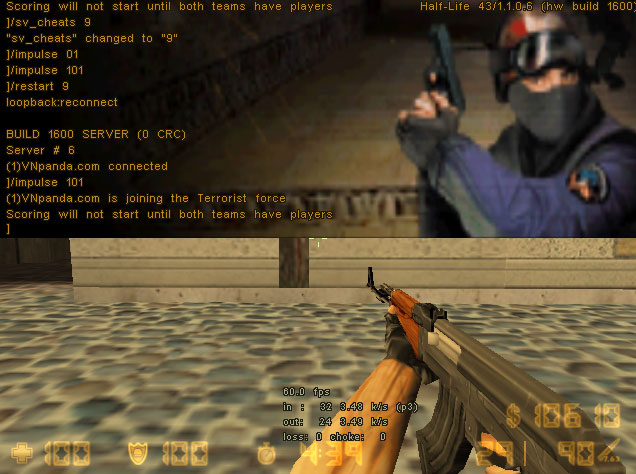 Scoring will not start until both teams have players
Half-Life 43/1.1.0.6 (hw build 1600)
]/sv_cheats 9
"sv_cheats" changed to "9"
]/impulse 01
]/impulse 101
]/restart 9
loopback:reconnect
BUILD 1600 SERVER (0 CRC)
Server # 6
(1)VNpanda.com connected
]/impulse 101
(1)VNpanda.com is joining the Terrorist force
Scoring will not start until both teams have players
]
60.0 fps
in : 32 3.48 k/s (p3)
out: 24 3.49 k/s
loss: 0 choke: 0
$ 10610
100 100 4:39 90